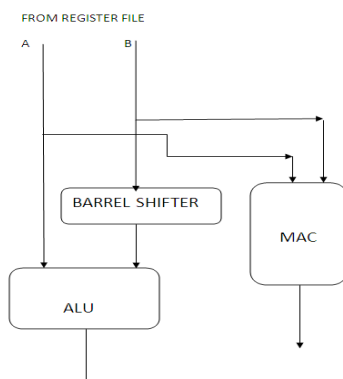 FROM REGISTER FILE
A
B
BARREL SHIFTER
MAC
ALU